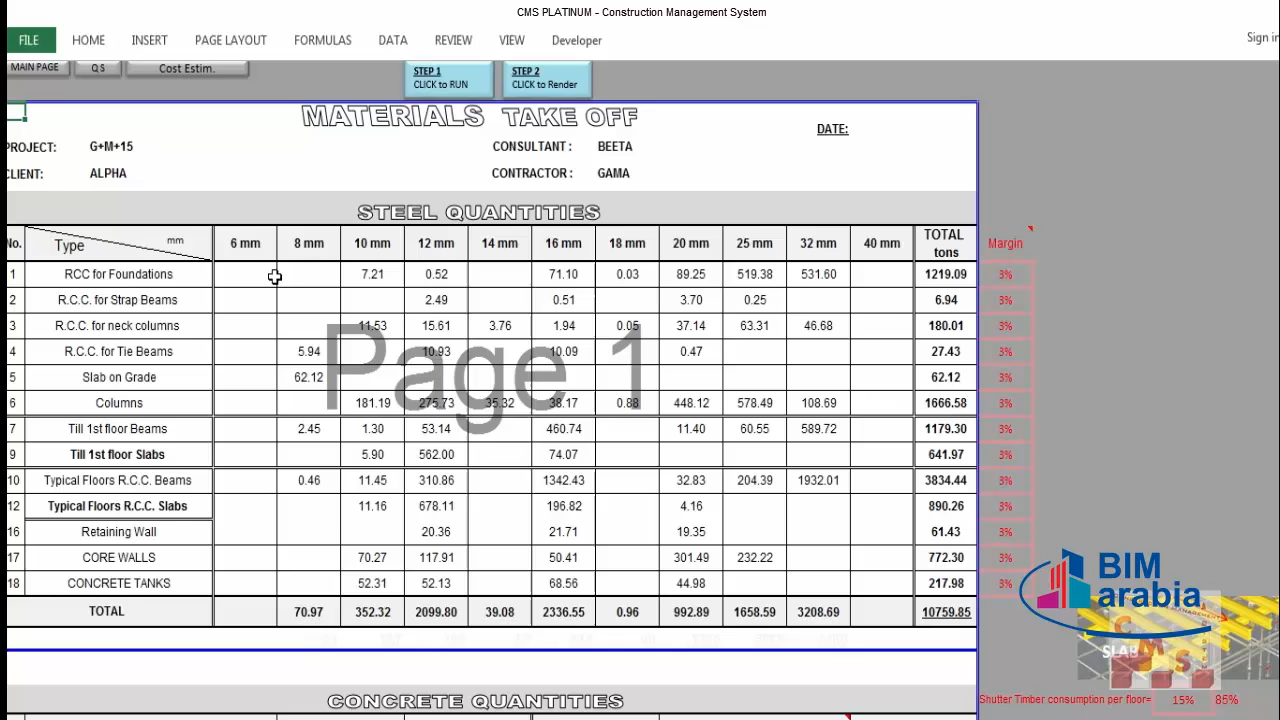 CMS PLATINUM - Construction Management System
FILE HOME INSERT PAGE LAYOUT FORMULAS DATA REVIEW VIEW Developer Sign in
MAIN PAGE Q S Cost Estim.
STEP 1 STEP 2
CLICK to RUN CLICK to Render
MATERIALS TAKE OFF
DATE:
PROJECT: G+M+15 CONSULTANT : BEETA
CLIENT: ALPHA CONTRACTOR : GAMA
STEEL QUANTITIES
No. Type mm 6 mm 8 mm 10 mm 12 mm 14 mm 16 mm 18 mm 20 mm 25 mm 32 mm 40 mm TOTAL tons Margin
1 RCC for Foundations 7.21 0.52 71.10 0.03 89.25 519.38 531.60 1219.09 3%
2 R.C.C. for Strap Beams 2.49 0.51 3.70 0.25 6.94 3%
3 R.C.C. for neck columns 11.53 15.61 3.76 1.94 0.05 37.14 63.31 46.68 180.01 3%
4 R.C.C. for Tie Beams 5.94 10.93 10.09 0.47 27.43 3%
5 Slab on Grade 62.12 62.12 3%
6 Columns 181.19 275.73 35.32 38.17 0.88 448.12 578.49 108.69 1666.58 3%
Page 1
7 Till 1st floor Beams 2.45 1.30 53.14 460.74 11.40 60.55 589.72 1179.30 3%
9 Till 1st floor Slabs 5.90 562.00 74.07 641.97 3%
10 Typical Floors R.C.C. Beams 0.46 11.45 310.86 1342.43 32.83 204.39 1932.01 3834.44 3%
12 Typical Floors R.C.C. Slabs 11.16 678.11 196.82 4.16 890.26 3%
16 Retaining Wall 20.36 21.71 19.35 61.43 3%
17 CORE WALLS 70.27 117.91 50.41 301.49 232.22 772.30 3%
18 CONCRETE TANKS 52.31 52.13 68.56 44.98 217.98 3%
TOTAL 70.97 352.32 2099.80 39.08 2336.55 0.96 992.89 1658.59 3208.69 10759.85
BIM
arabia
SLAB
CMS
CONCRETE QUANTITIES
Shutter Timber consumption per floor= 15% 85%